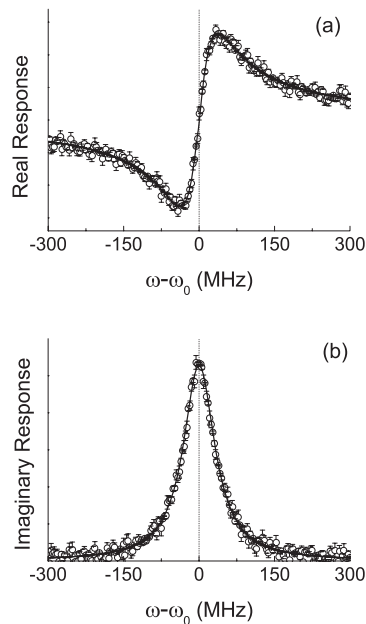 (a)
Real Response
-300 -150 0 150 300
ω-ω₀ (MHz)
(b)
Imaginary Response
-300 -150 0 150 300
ω-ω₀ (MHz)